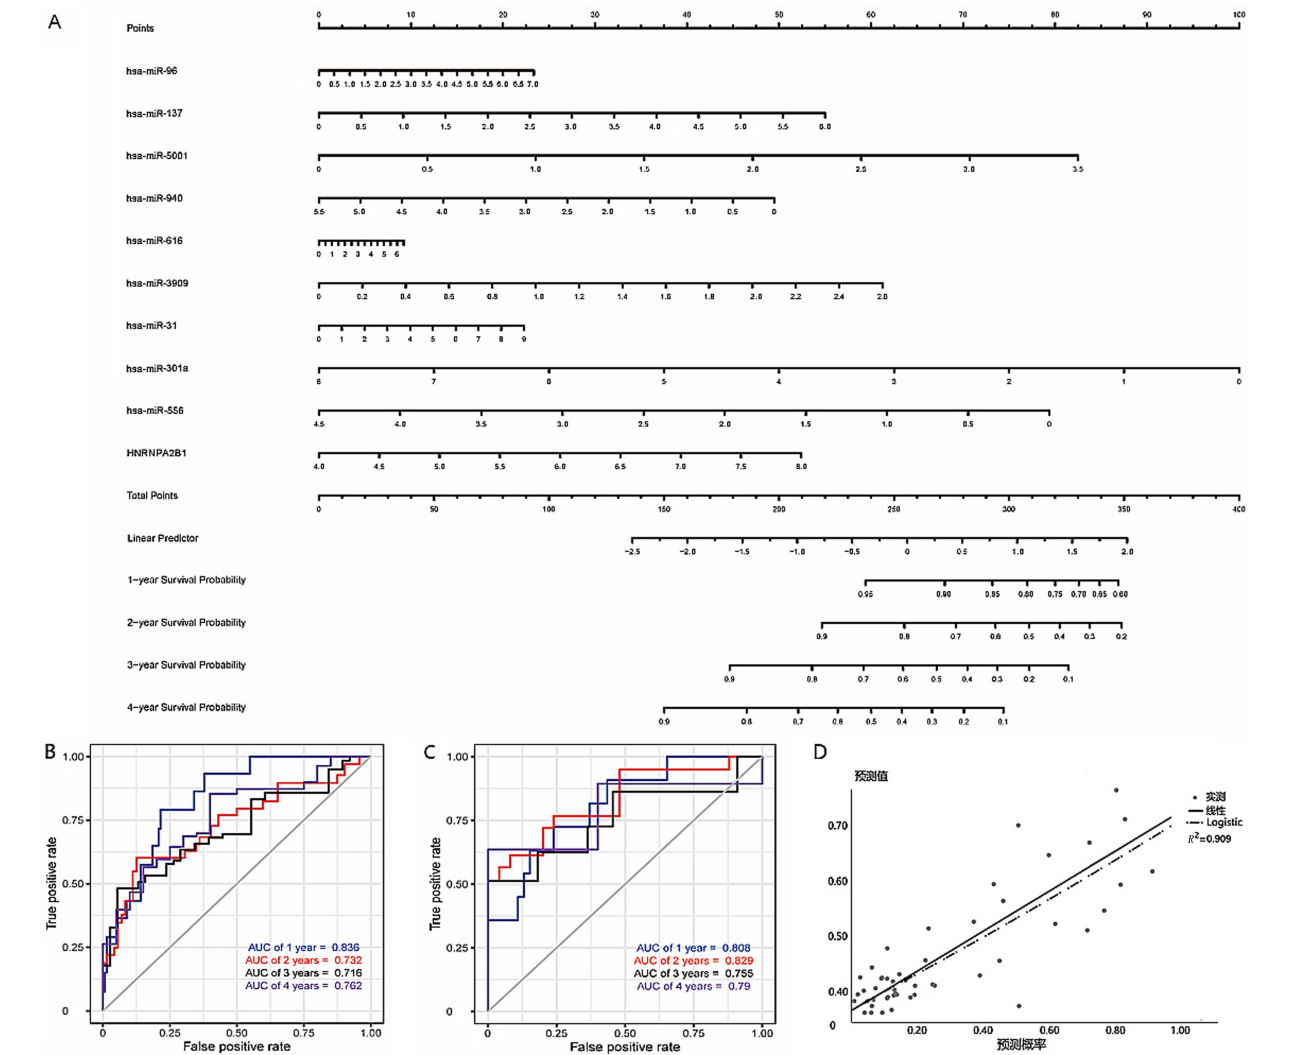 A
Points
0 10 20 30 40 50 60 70 80 90 100
hsa-miR-96
0 0.5 1.0 1.5 2.0 2.5 3.0 3.5 4.0 4.5 5.0 5.5 6.0 6.5 7.0
hsa-miR-137
0 0.5 1.0 1.5 2.0 2.5 3.0 3.5 4.0 4.5 5.0 5.5 6.0
hsa-miR-5001
0 0.5 1.0 1.5 2.0 2.5 3.0 3.5
hsa-miR-940
5.5 5.0 4.5 4.0 3.5 3.0 2.5 2.0 1.5 1.0 0.5 0
hsa-miR-616
0 1 2 3 4 5 6
hsa-miR-3909
0 0.2 0.4 0.6 0.8 1.0 1.2 1.4 1.6 1.8 2.0 2.2 2.4 2.6
hsa-miR-31
0 1 2 3 4 5 6 7 8 9
hsa-miR-301a
8 7 6 5 4 3 2 1 0
hsa-miR-556
4.5 4.0 3.5 3.0 2.5 2.0 1.5 1.0 0.5 0
HNRNPA2B1
4.0 4.5 5.0 5.5 6.0 6.5 7.0 7.5 8.0
Total Points
0 50 100 150 200 250 300 350 400
Linear Predictor
−2.5 −2.0 −1.5 −1.0 −0.5 0 0.5 1.0 1.5 2.0
1−year Survival Probability
0.95 0.90 0.85 0.80 0.75 0.70 0.65 0.60
2−year Survival Probability
0.9 0.8 0.7 0.6 0.5 0.4 0.3 0.2
3−year Survival Probability
0.9 0.8 0.7 0.6 0.5 0.4 0.3 0.2 0.1
4−year Survival Probability
0.9 0.8 0.7 0.6 0.5 0.4 0.3 0.2 0.1
B
True positive rate
1.00
0.75
0.50
0.25
0
AUC of 1 year = 0.836
AUC of 2 years = 0.732
AUC of 3 years = 0.716
AUC of 4 years = 0.762
0 0.25 0.50 0.75 1.00
False positive rate
C
True positive rate
1.00
0.75
0.50
0.25
0
AUC of 1 year = 0.808
AUC of 2 years = 0.829
AUC of 3 years = 0.755
AUC of 4 years = 0.79
0 0.25 0.50 0.75 1.00
False positive rate
D
预测值
0.70
0.60
0.50
0.40
0
实测
线性
Logistic
R²=0.909
0.20 0.40 0.60 0.80 1.00
预测概率